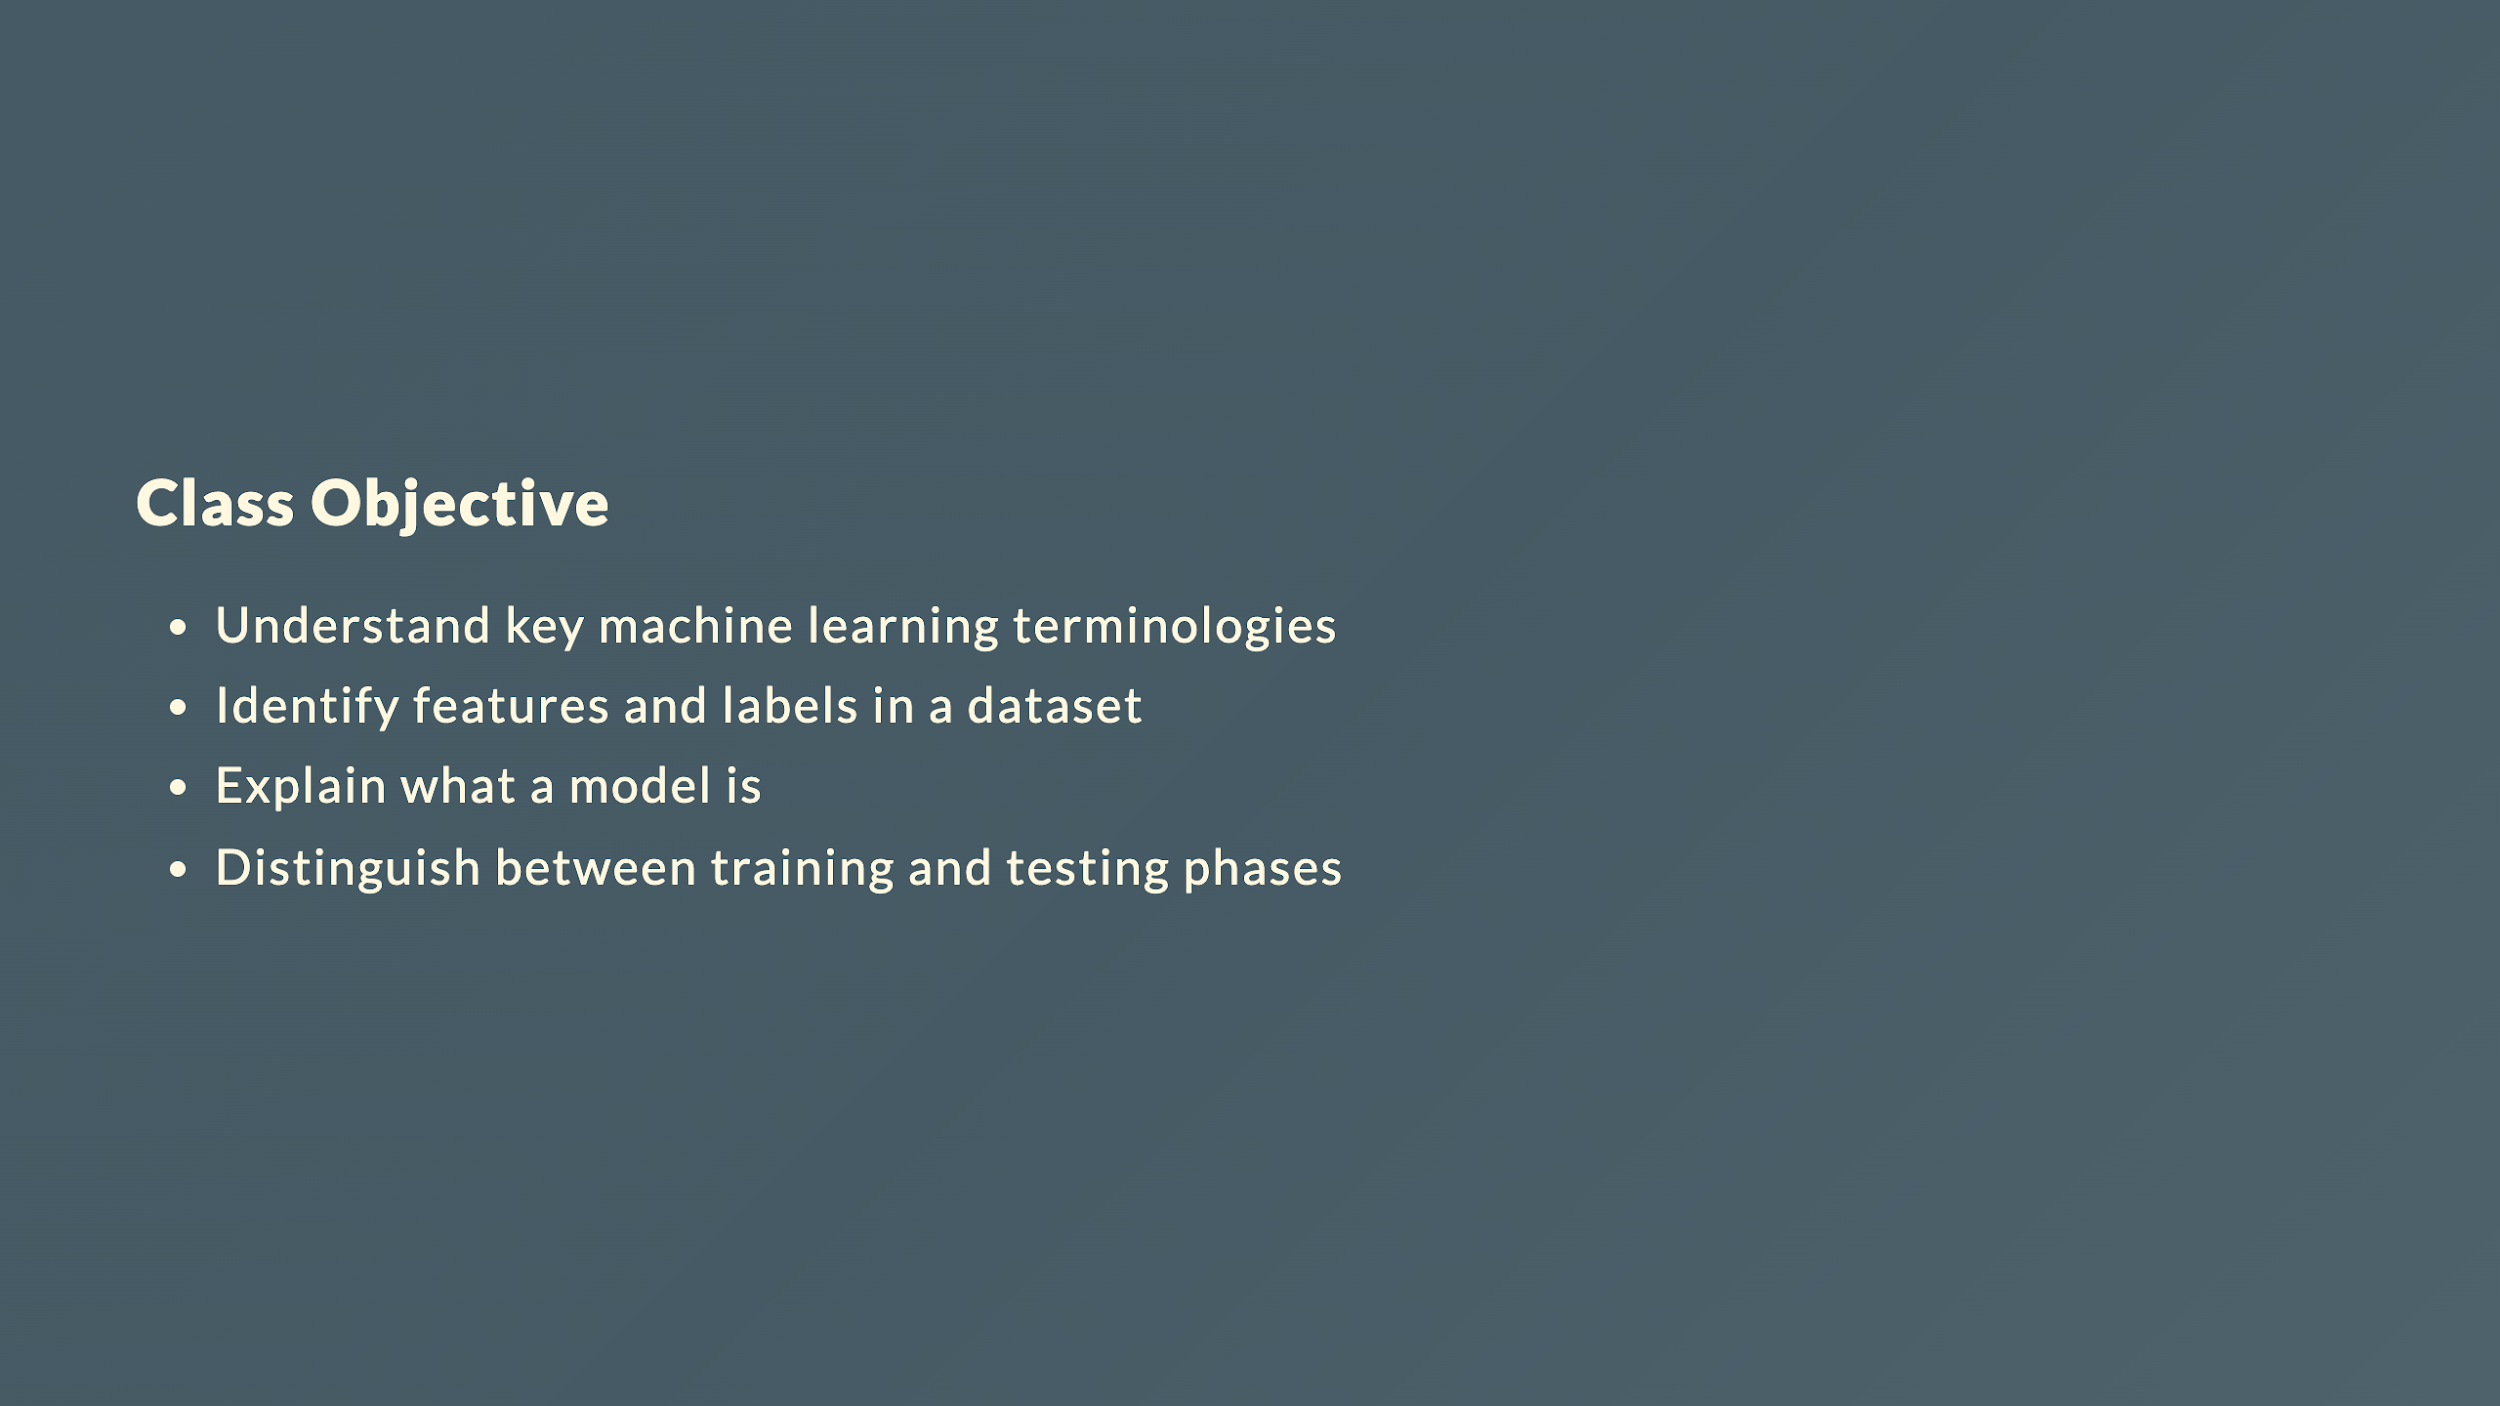 Class Objective
• Understand key machine learning terminologies
• Identify features and labels in a dataset
• Explain what a model is
• Distinguish between training and testing phases